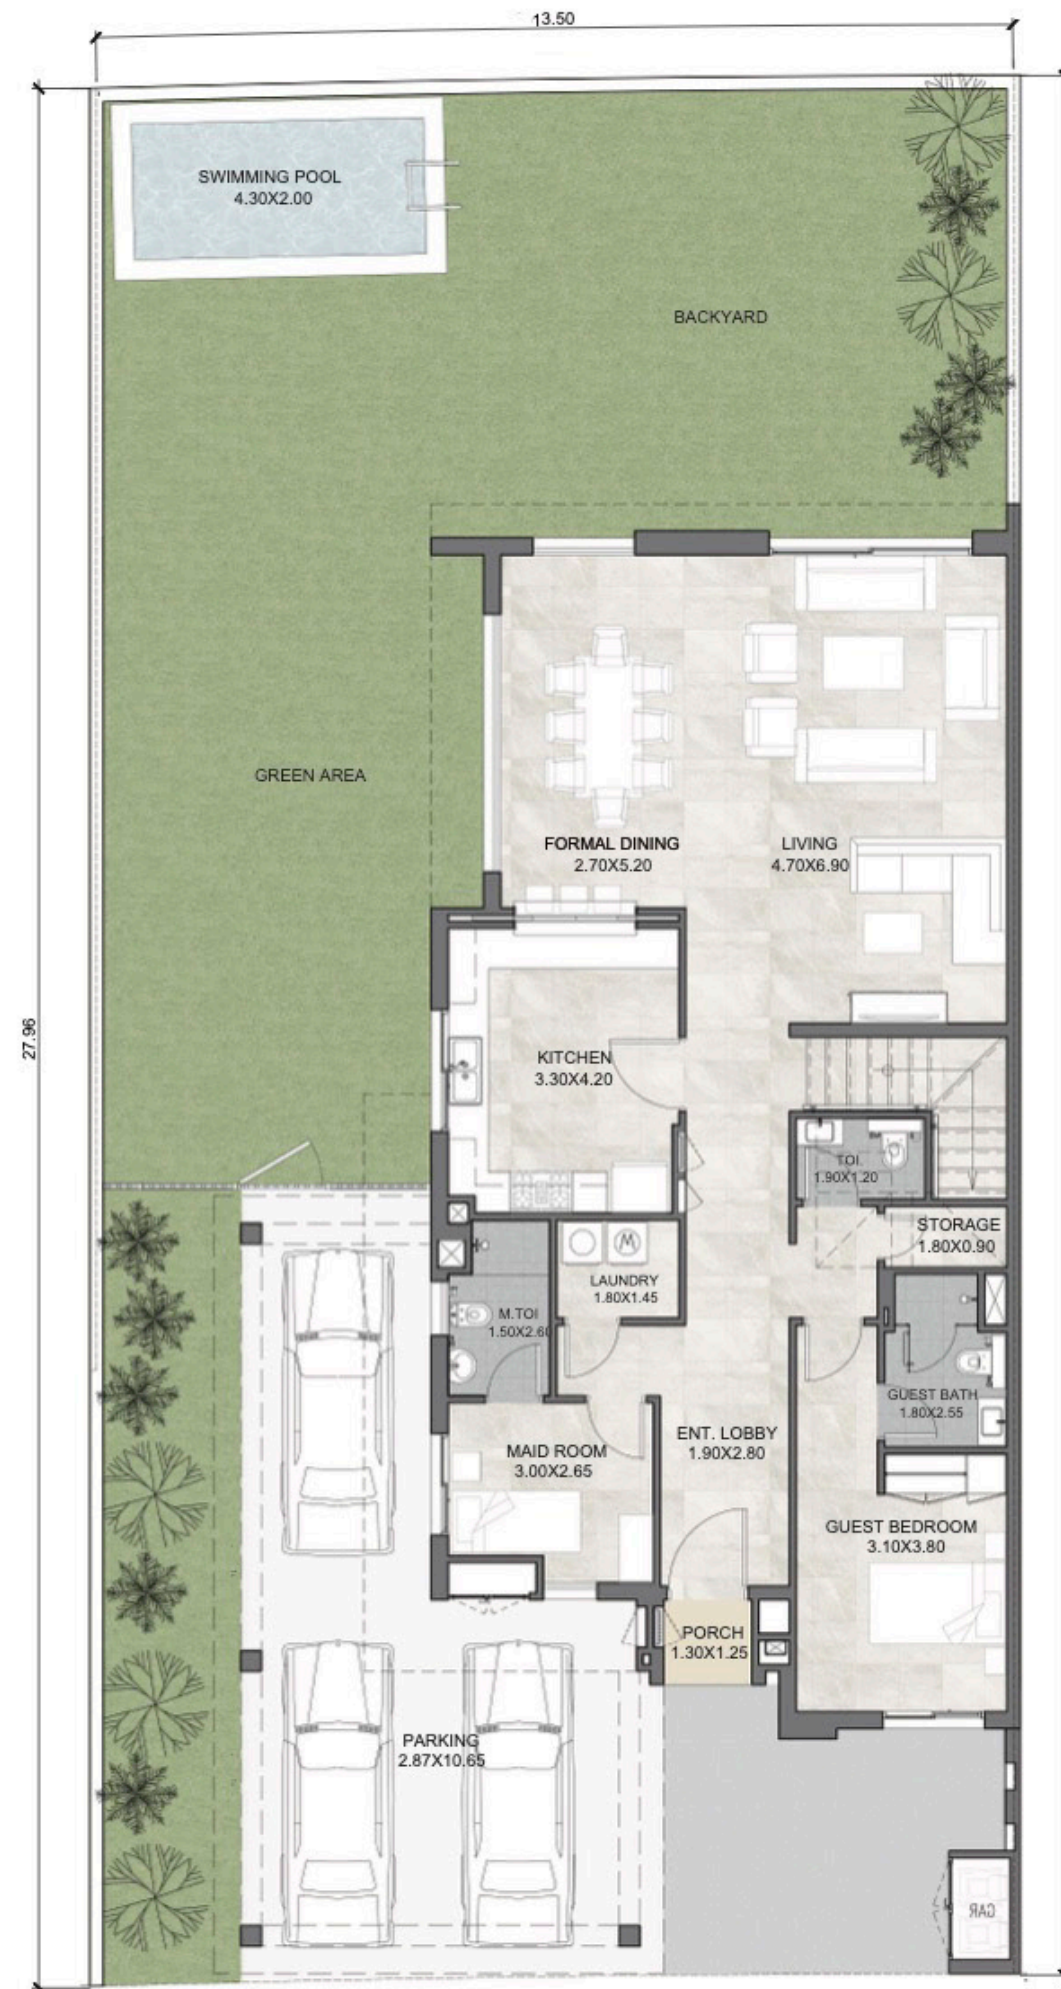 13.50
SWIMMING POOL
4.30X2.00
BACKYARD
GREEN AREA
FORMAL DINING
2.70X5.20
LIVING
4.70X6.90
27.96
KITCHEN
3.30X4.20
TOI.
1.90X1.20
STORAGE
1.80X0.90
LAUNDRY
1.80X1.45
W
M.TOI
1.50X2.60
GUEST BATH
1.80X2.55
ENT. LOBBY
1.90X2.80
MAID ROOM
3.00X2.65
GUEST BEDROOM
3.10X3.80
PORCH
1.30X1.25
PARKING
2.87X10.65
GAR